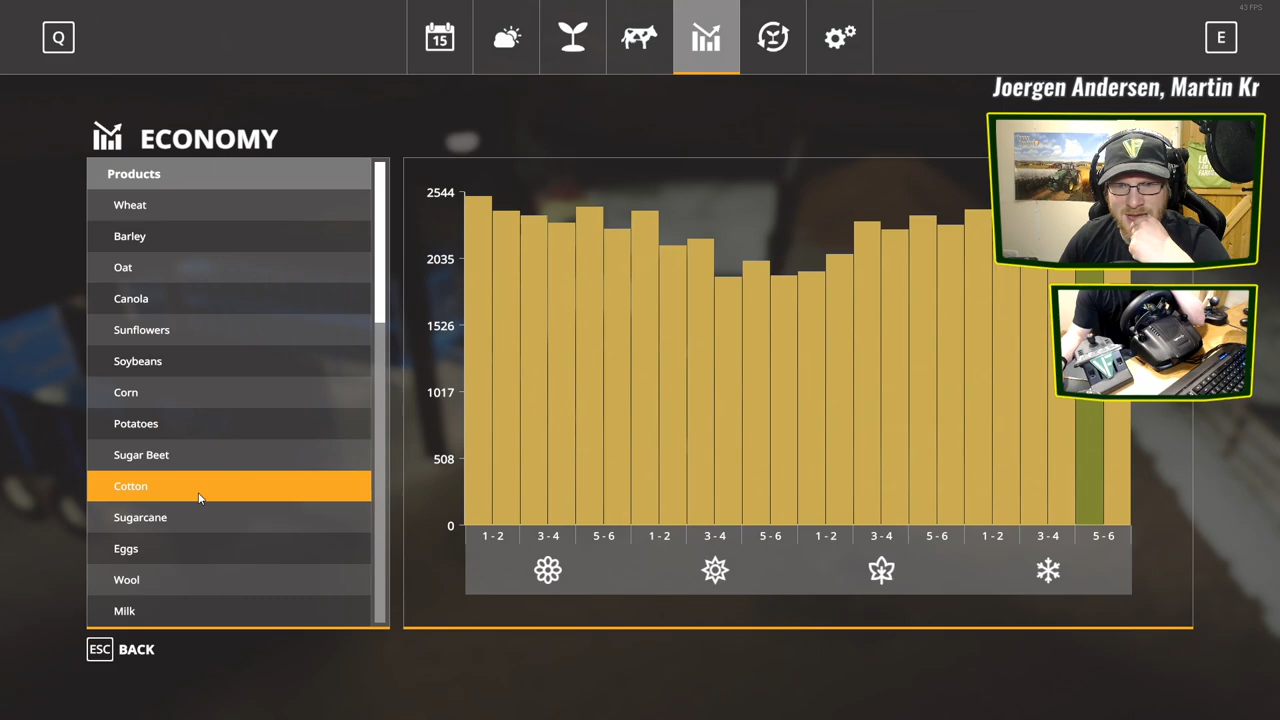 43 FPS
Q
15
E
Joergen Andersen, Martin Kr
ECONOMY
Products
Wheat
Barley
Oat
Canola
Sunflowers
Soybeans
Corn
Potatoes
Sugar Beet
Cotton
Sugarcane
Eggs
Wool
Milk
2544
2035
1526
1017
508
0
1 - 2 3 - 4 5 - 6 1 - 2 3 - 4 5 - 6 1 - 2 3 - 4 5 - 6 1 - 2 3 - 4 5 - 6
ESC BACK